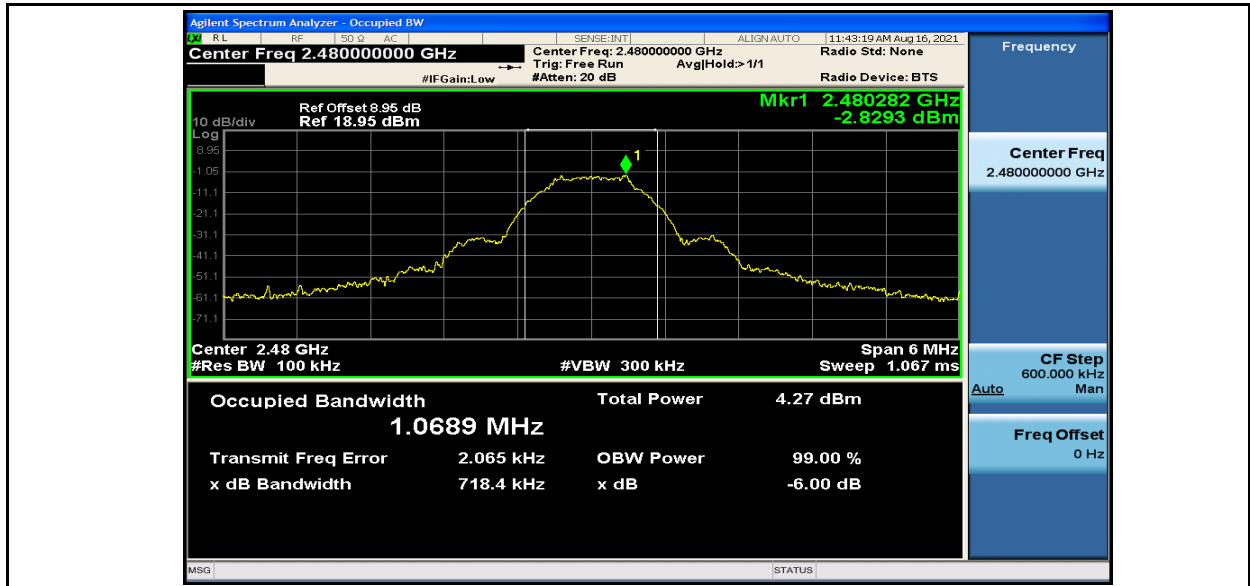 Agilent Spectrum Analyzer - Occupied BW
LXI RL RF 50 Ω AC SENSE:INT ALIGN AUTO 11:43:19 AM Aug 16, 2021
Center Freq 2.480000000 GHz
Center Freq: 2.480000000 GHz
Radio Std: None
Trig: Free Run Avg|Hold:>1/1
#IFGain:Low
#Atten: 20 dB
Radio Device: BTS
Frequency
Ref Offset 8.95 dB
Mkr1 2.480282 GHz
10 dB/div Ref 18.95 dBm
-2.8293 dBm
Log
8.95
1
-1.05
-11.1
-21.1
-31.1
-41.1
-51.1
-61.1
-71.1
Center Freq
2.480000000 GHz
Center 2.48 GHz
Span 6 MHz
#Res BW 100 kHz
#VBW 300 kHz
Sweep 1.067 ms
CF Step
600.000 kHz
Auto Man
Occupied Bandwidth
Total Power 4.27 dBm
1.0689 MHz
Freq Offset
0 Hz
Transmit Freq Error 2.065 kHz OBW Power 99.00 %
x dB Bandwidth 718.4 kHz x dB -6.00 dB
MSG STATUS